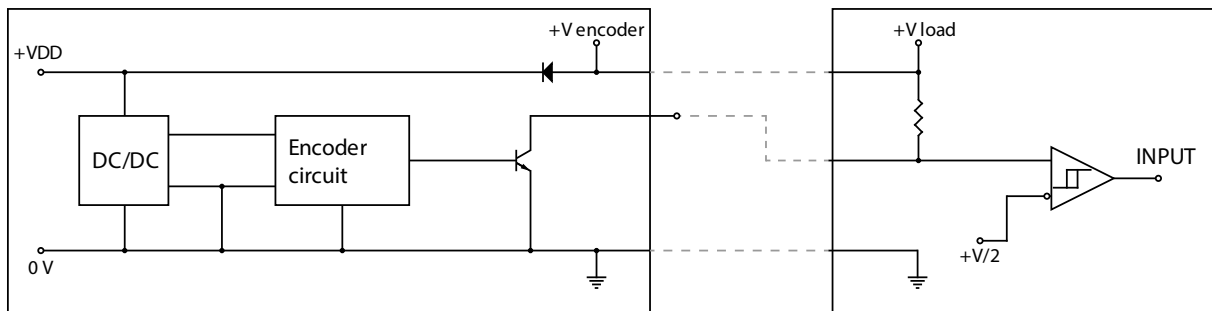 +V encoder
+V load
+VDD
DC/DC
Encoder
circuit
INPUT
+V/2
0 V